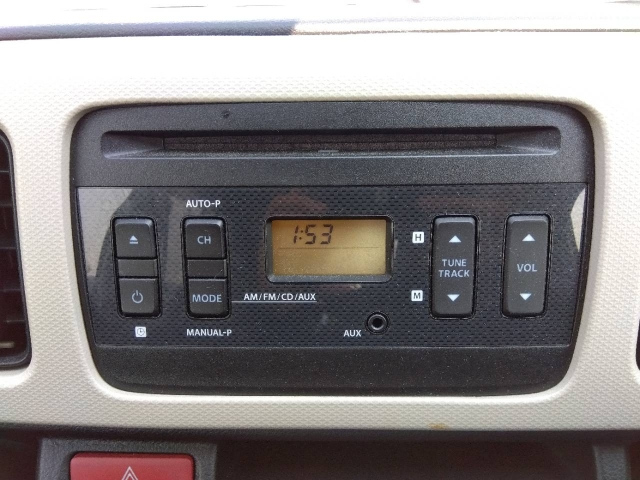 AUTO-P
CH
1:53
H
TUNE
TRACK
VOL
MODE
AM/FM/CD/AUX
M
MANUAL-P
AUX